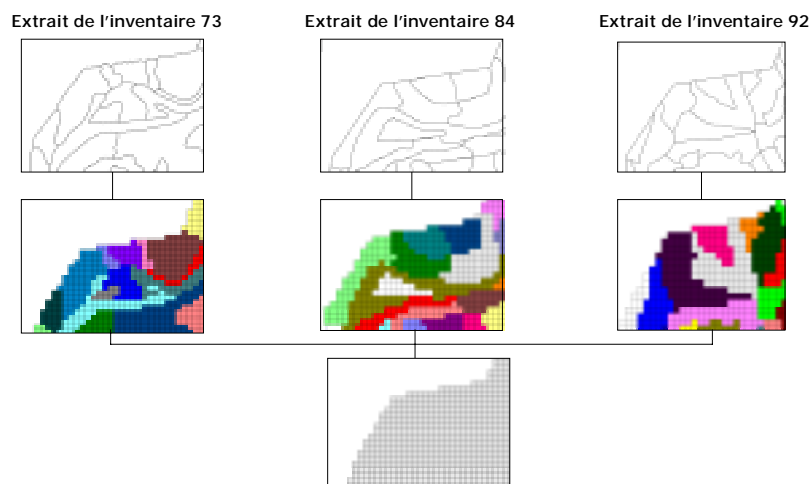 Extrait de l'inventaire 73
Extrait de l'inventaire 84
Extrait de l'inventaire 92